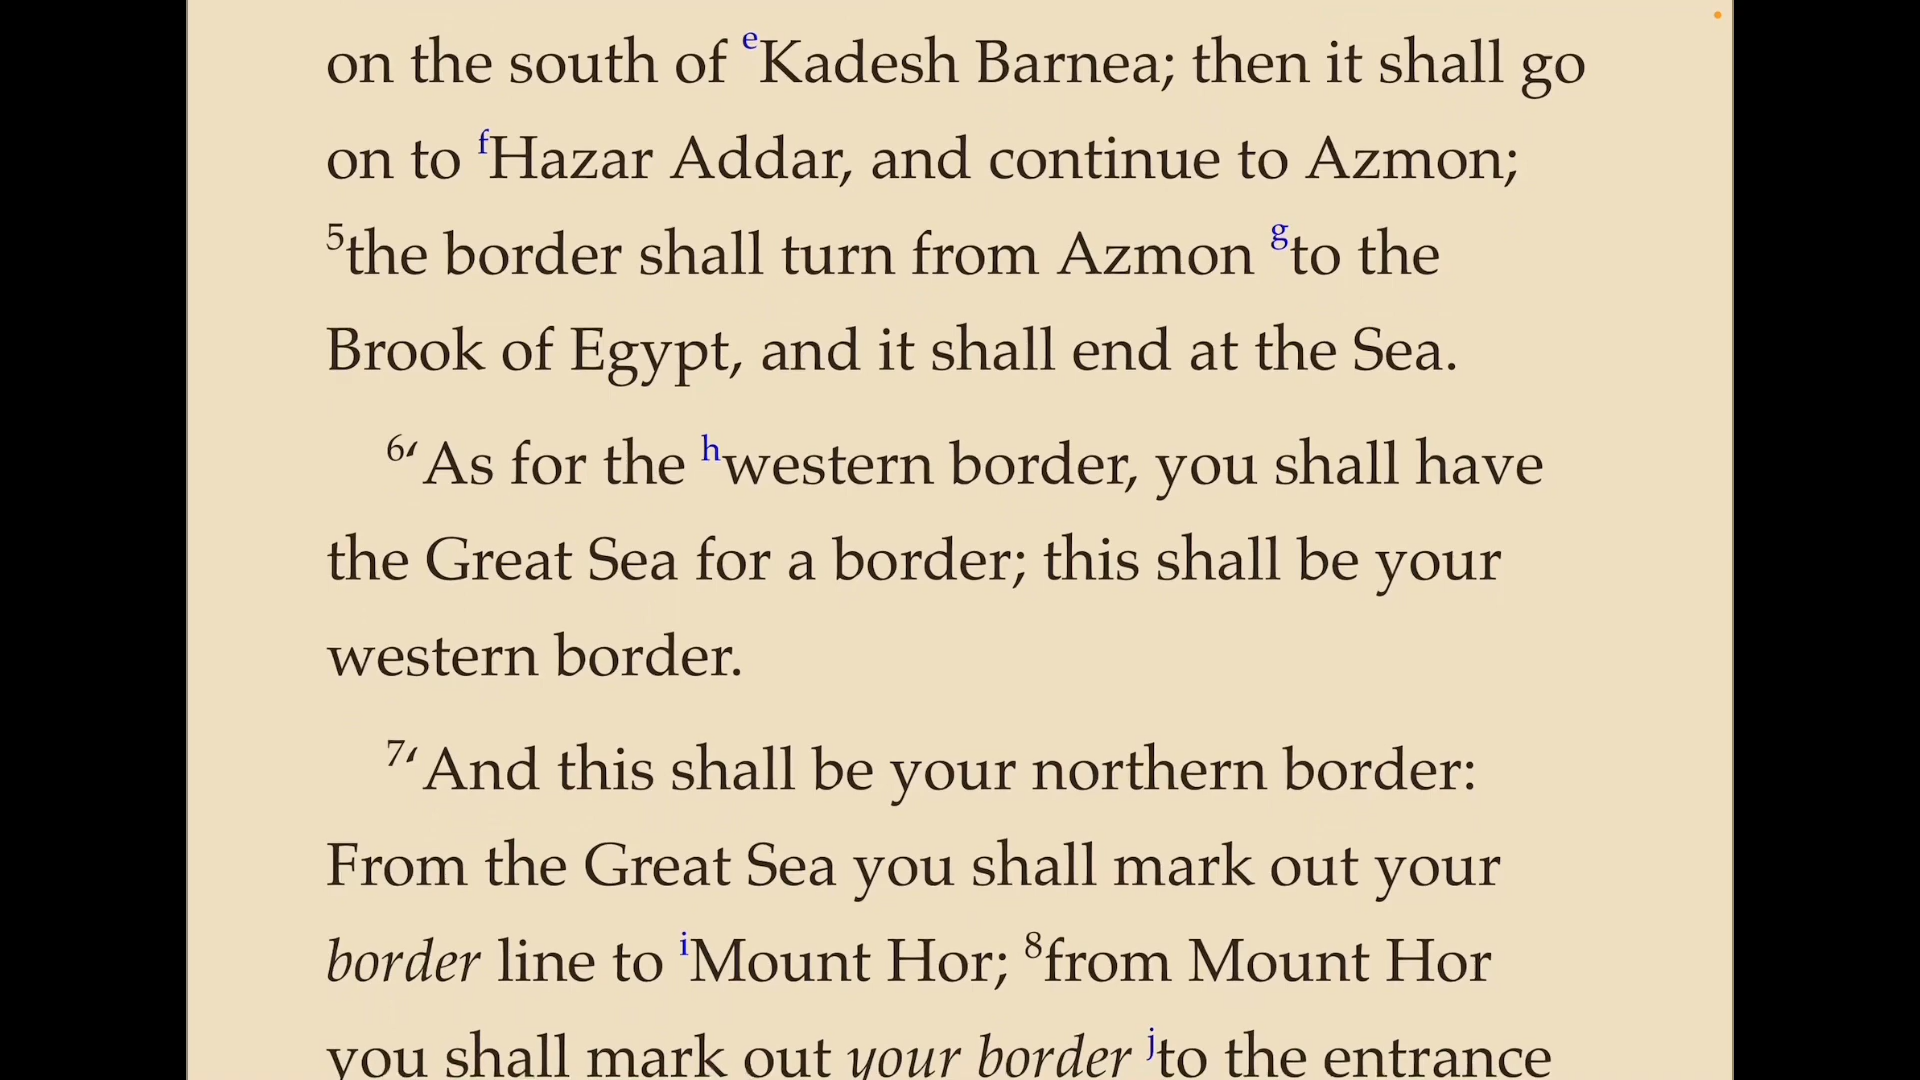 on the south of eKadesh Barnea; then it shall go
on to fHazar Addar, and continue to Azmon;
5the border shall turn from Azmon gto the
Brook of Egypt, and it shall end at the Sea.
6‘As for the hwestern border, you shall have
the Great Sea for a border; this shall be your
western border.
7‘And this shall be your northern border:
From the Great Sea you shall mark out your
border line to iMount Hor; 8from Mount Hor
you shall mark out your border jto the entrance